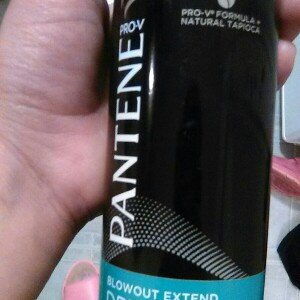 PRO-V® FORMULA +
NATURAL TAPIOCA
PANTENE
PRO-V
BLOWOUT EXTEND